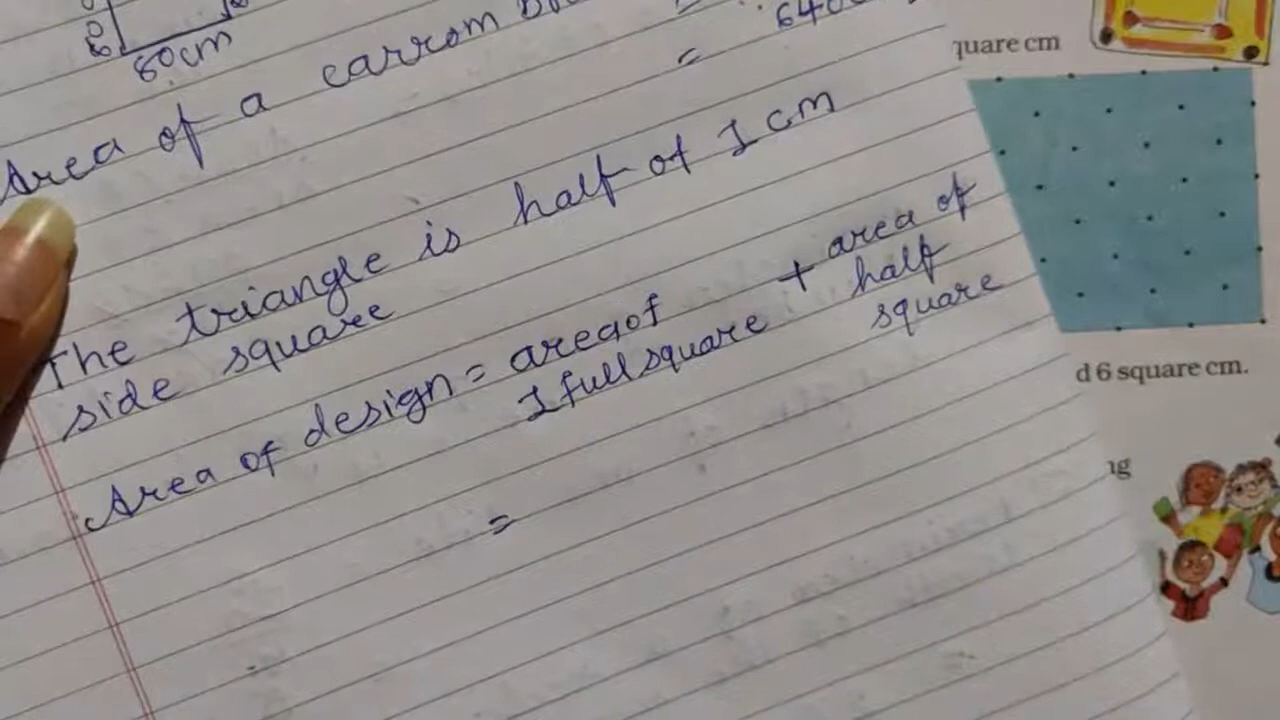 80cm
Area of a carrom
=
640
The triangle is half of 1 cm
side square
Area of design = area of 1 full square + area of half square
=
quare cm
d 6 square cm.
ng